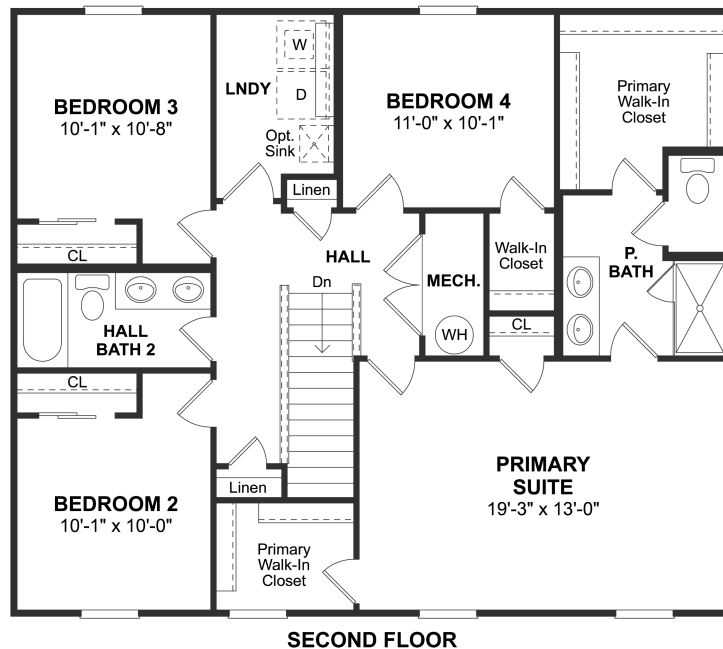 BEDROOM 3
10'-1" x 10'-8"
LNDY
W
D
Opt.
Sink
BEDROOM 4
11'-0" x 10'-1"
Primary
Walk-In
Closet
Linen
CL
HALL
Dn
MECH.
WH
Walk-In
Closet
CL
P.
BATH
HALL
BATH 2
CL
BEDROOM 2
10'-1" x 10'-0"
Linen
Primary
Walk-In
Closet
PRIMARY
SUITE
19'-3" x 13'-0"
SECOND FLOOR